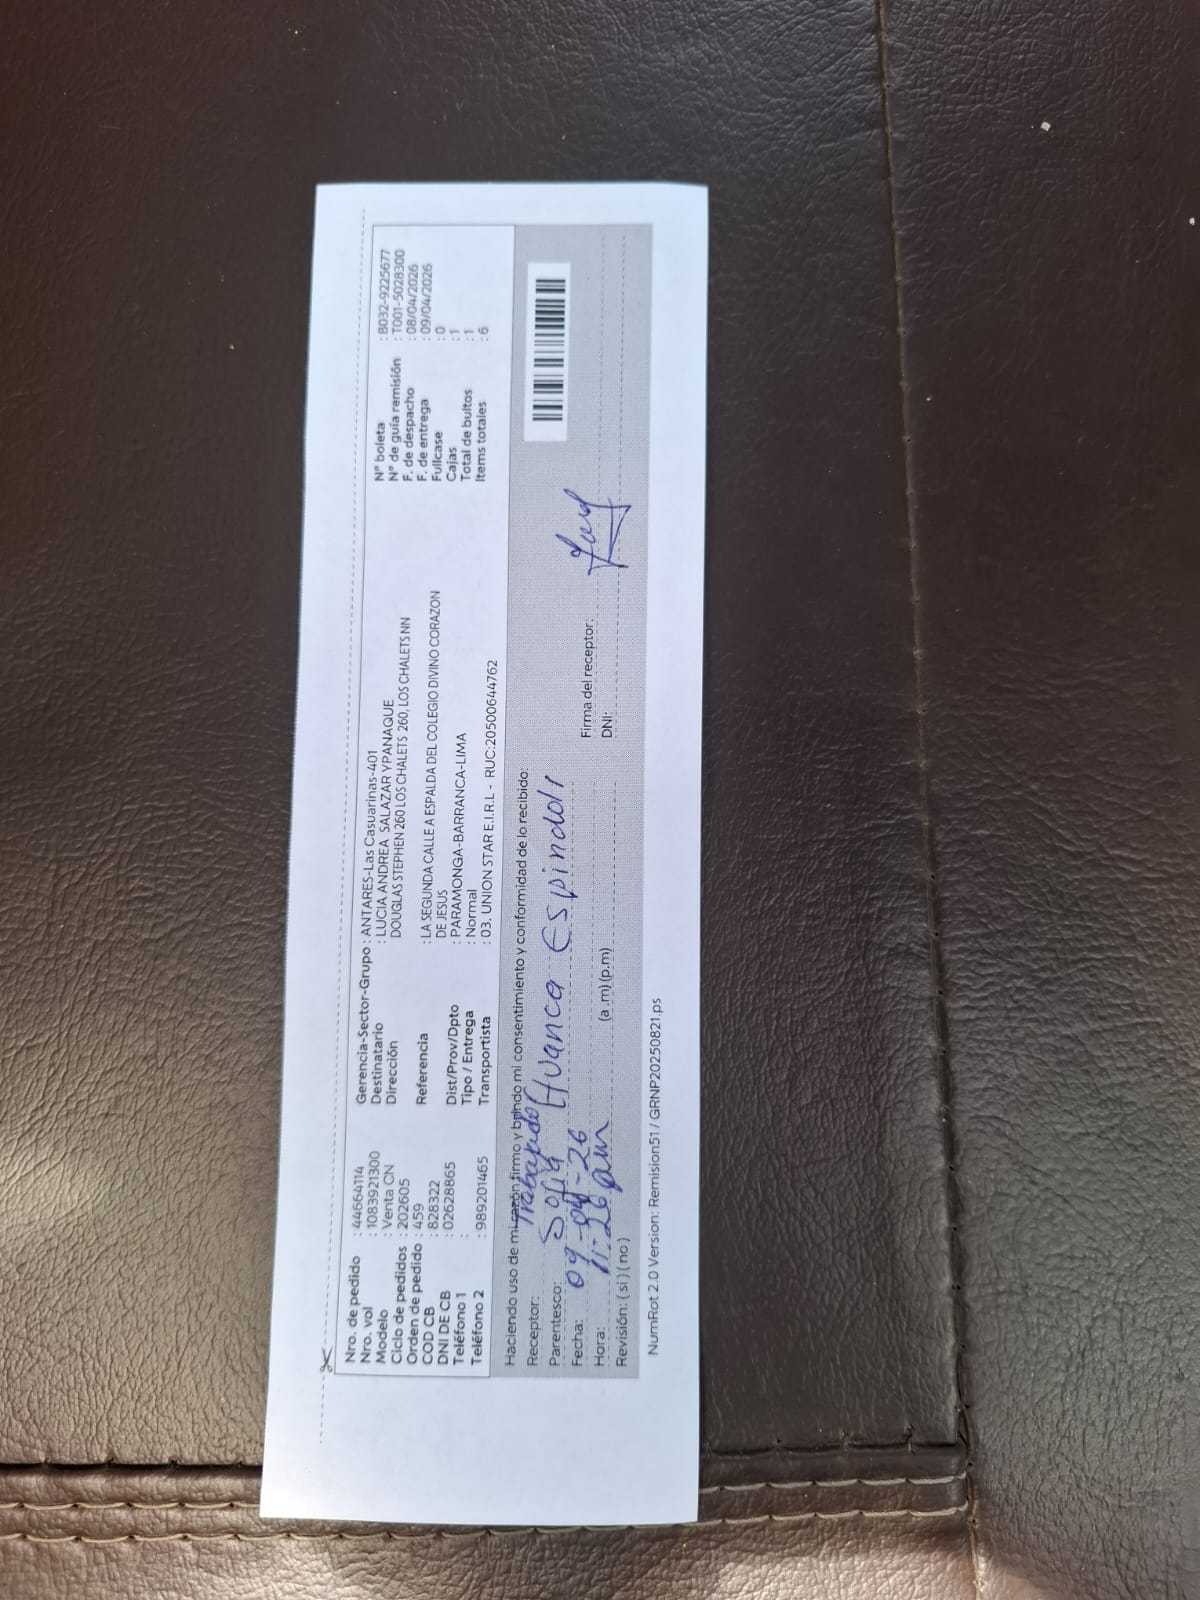 Nro. de pedido : 44664114
Nro. vol : 1083921300
Modelo : Venta CN
Ciclo de pedidos : 202605
Orden de pedido : 459
COD CB : 828322
DNI DE CB : 02628865
Teléfono 1 :
Teléfono 2 : 989201465
Gerencia-Sector-Grupo : ANTARES-Las Casuarinas-401
Destinatario : LUCIA ANDREA SALAZAR YPANAQUE
Dirección DOUGLAS STEPHEN 260 LOS CHALETS 260, LOS CHALETS NN
Referencia : LA SEGUNDA CALLE A ESPALDA DEL COLEGIO DIVINO CORAZON
DE JESUS
Dist/Prov/Dpto : PARAMONGA-BARRANCA-LIMA
Tipo / Entrega : Normal
Transportista : 03. UNION STAR E.I.R.L - RUC:20500644762
N° boleta : B032-9225677
N° de guía remisión : T001-5028300
F. de despacho : 08/04/2026
F. de entrega : 09/04/2026
Fullcase : 0
Cajas : 1
Total de bultos : 1
Items totales : 6
Haciendo uso de mi razón firmo y brindo mi consentimiento y conformidad de lo recibido:
Receptor:
Parentesco: Sofia Huanca
Fecha: 09-04-26
Hora: 11:26 am (a .m) (p.m)
Revisión: ( si ) ( no )
Firma del receptor:
DNI:
NumRot 2.0 Version: Remision51 / GRNP20250821.ps